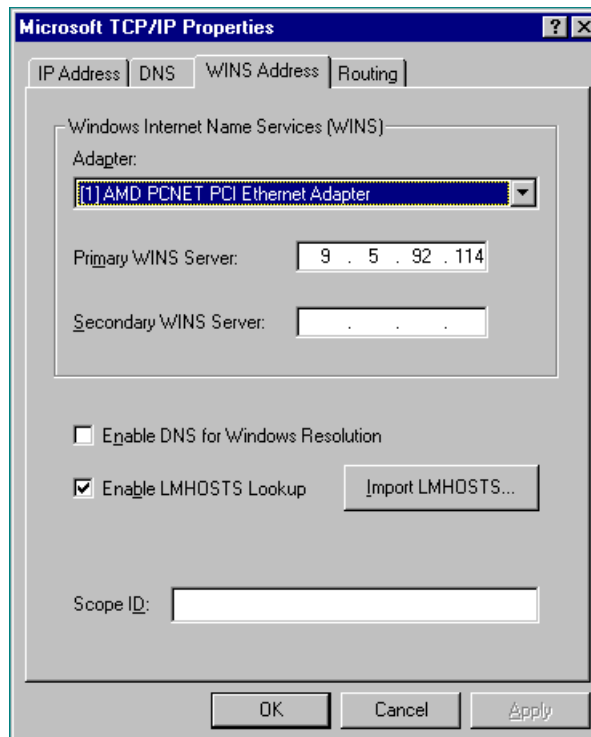 Microsoft TCP/IP Properties
IP Address DNS WINS Address Routing
Windows Internet Name Services (WINS)
Adapter:
[1] AMD PCNET PCI Ethernet Adapter
Primary WINS Server: 9 . 5 . 92 . 114
Secondary WINS Server: . . .
Enable DNS for Windows Resolution
Enable LMHOSTS Lookup Import LMHOSTS...
Scope ID:
OK Cancel Apply